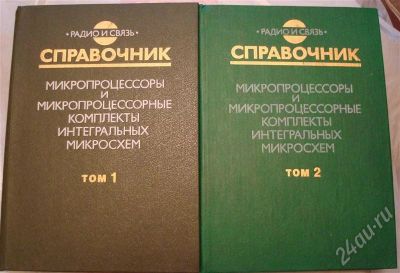 • РАДИО И СВЯЗЬ •
СПРАВОЧНИК
МИКРОПРОЦЕССОРЫ
И
МИКРОПРОЦЕССОРНЫЕ
КОМПЛЕКТЫ
ИНТЕГРАЛЬНЫХ
МИКРОСХЕМ
ТОМ 1
• РАДИО И СВЯЗЬ •
СПРАВОЧНИК
МИКРОПРОЦЕССОРЫ
И
МИКРОПРОЦЕССОРНЫЕ
КОМПЛЕКТЫ
ИНТЕГРАЛЬНЫХ
МИКРОСХЕМ
ТОМ 2
24au.ru